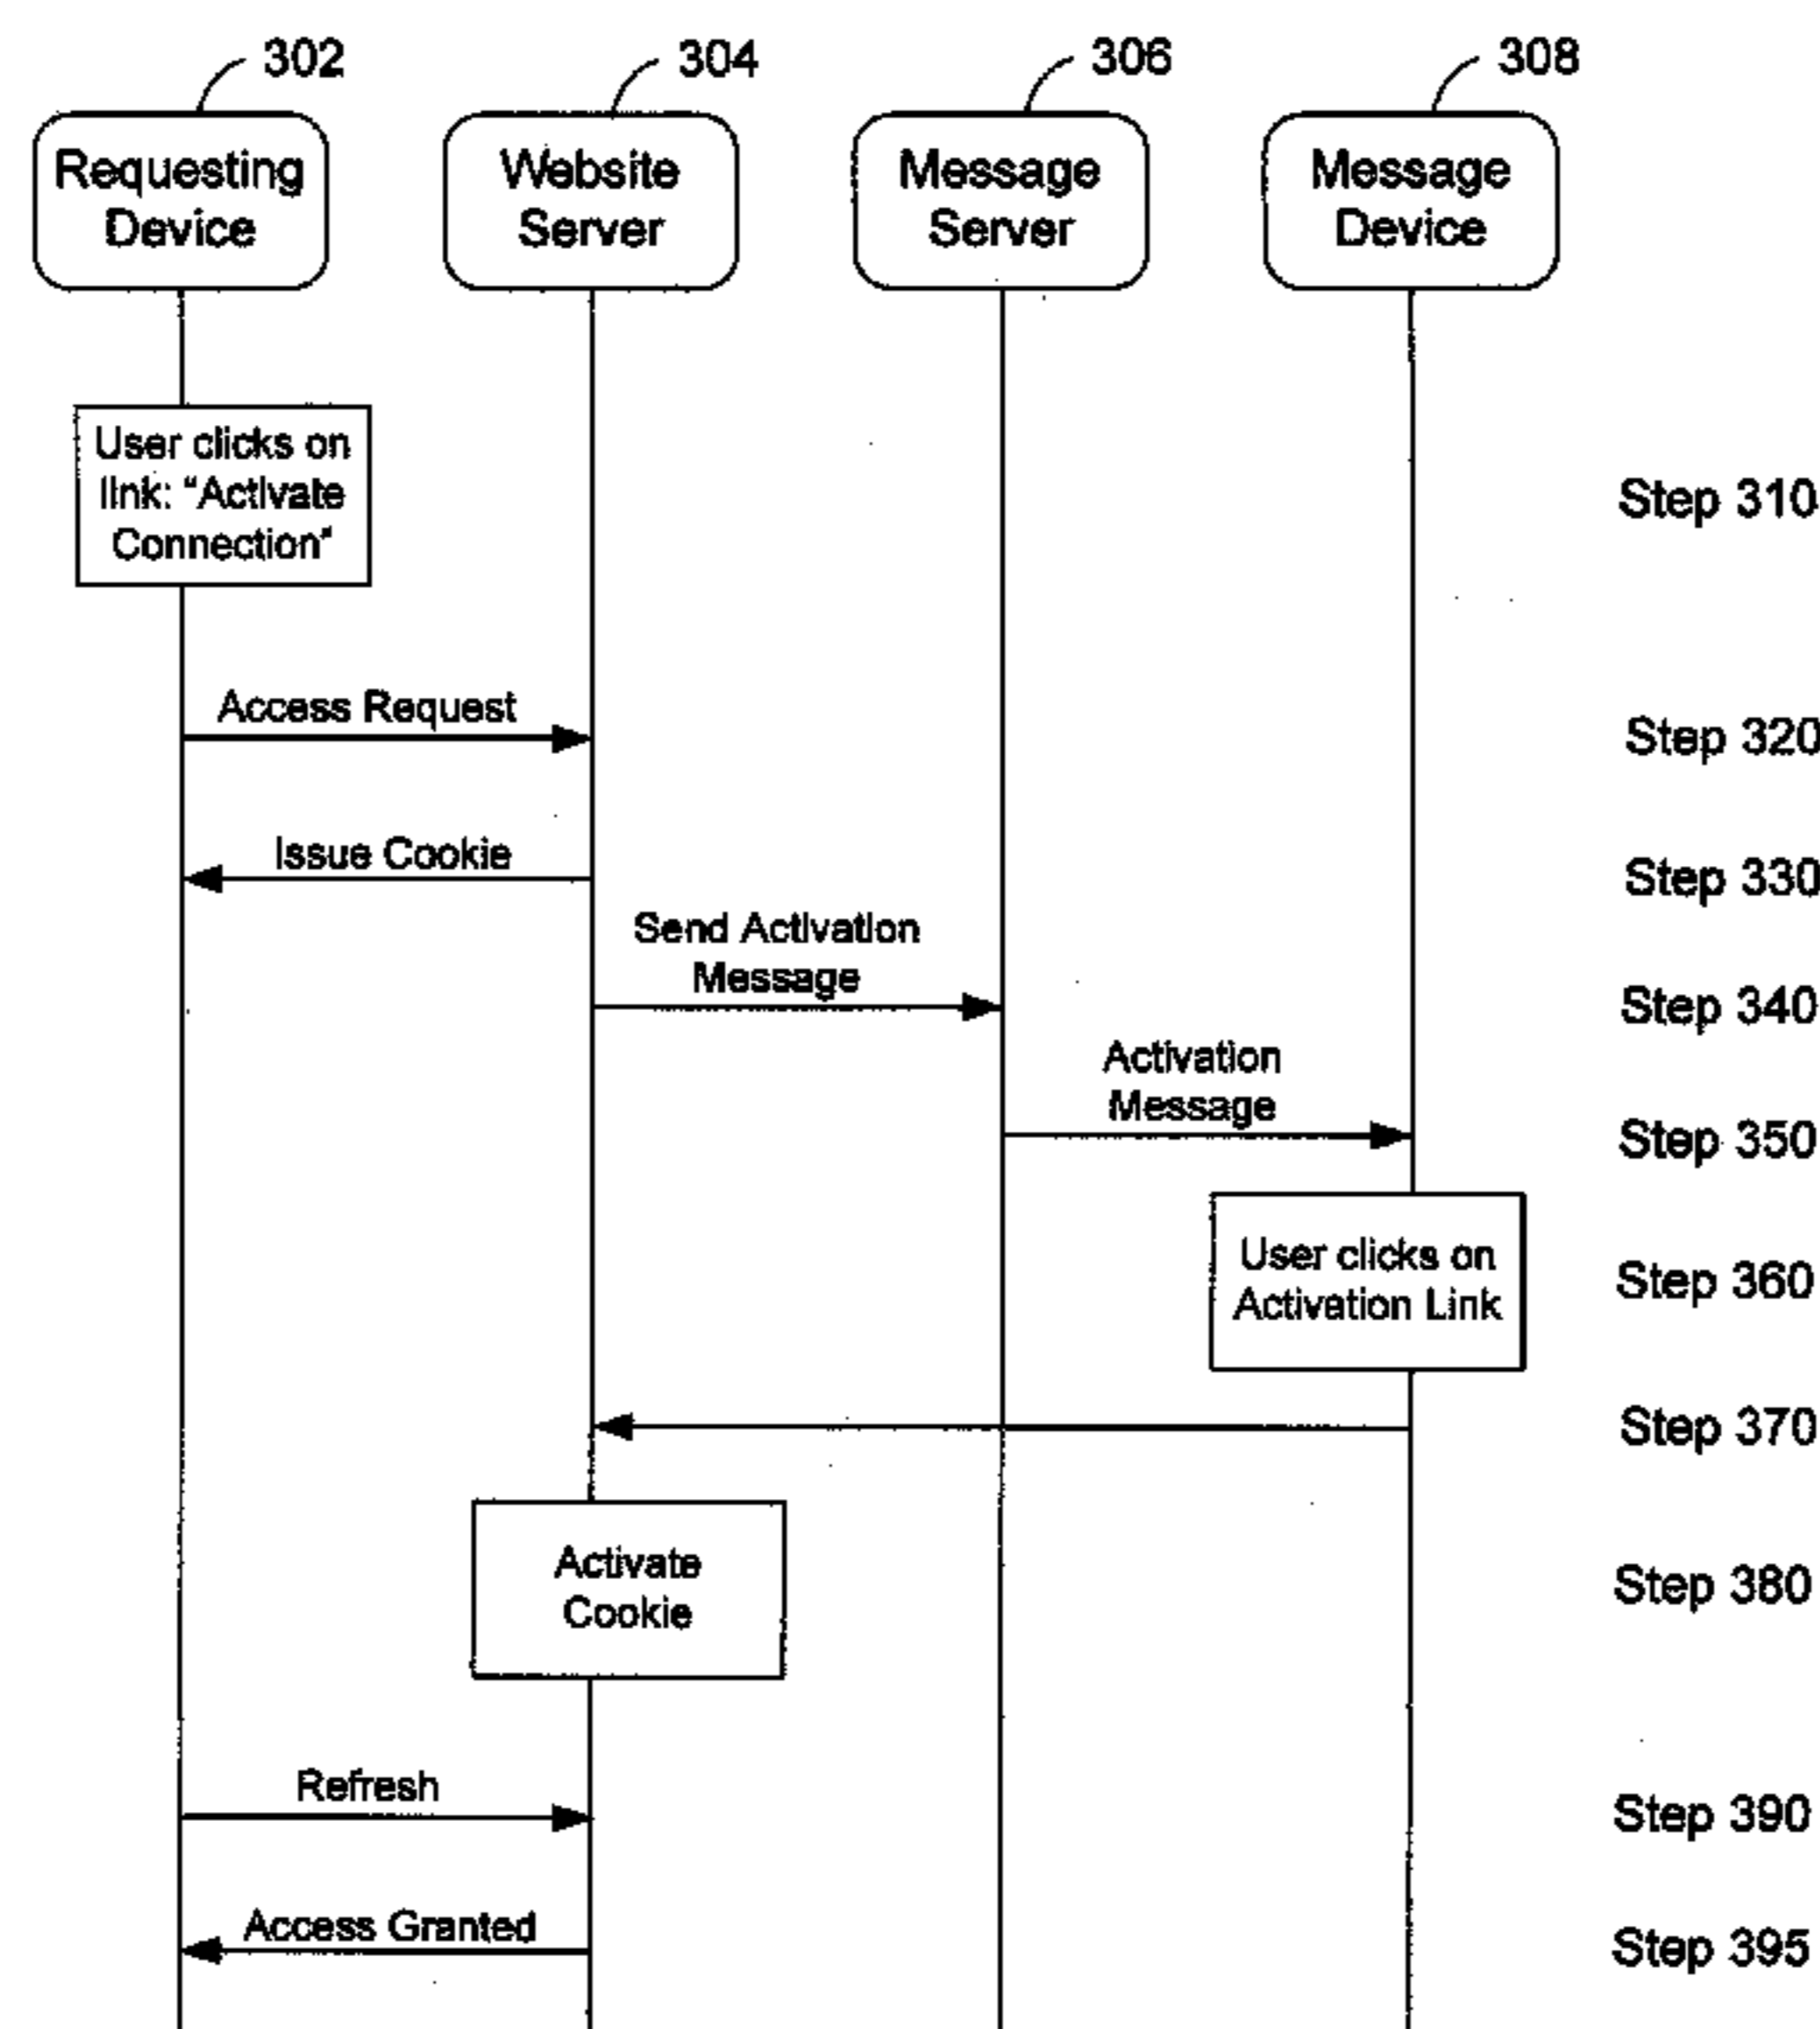 302
304
306
308
Requesting
Device
Website
Server
Message
Server
Message
Device
User clicks on
link: "Activate
Connection"
Step 310
Access Request
Step 320
Issue Cookie
Step 330
Send Activation
Message
Step 340
Activation
Message
Step 350
User clicks on
Activation Link
Step 360
Step 370
Activate
Cookie
Step 380
Refresh
Step 390
Access Granted
Step 395